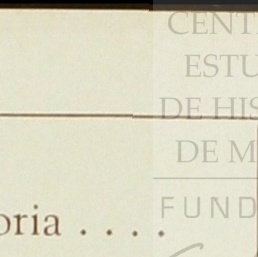 CENT
ESTU
DE HIS
DE M
FUND
oria . . . .